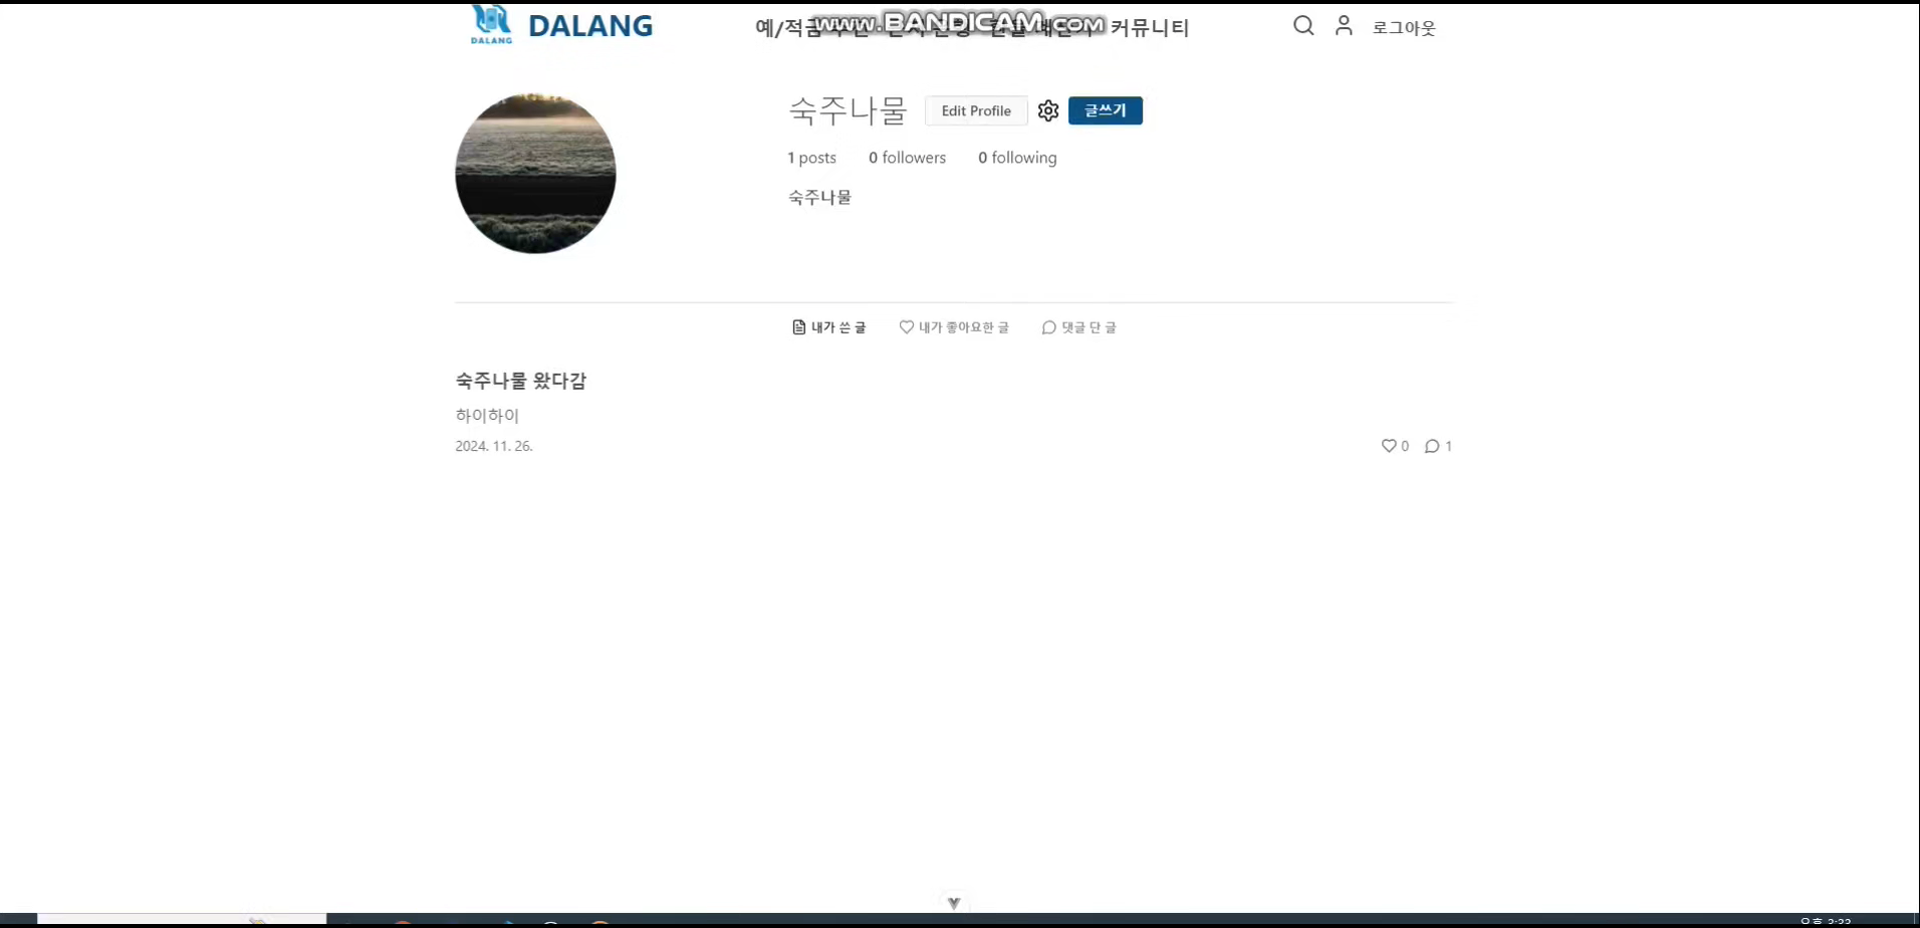 DALANG
DALANG
예/적금
www.BANDICAM.com
커뮤니티
로그아웃
숙주나물
Edit Profile
글쓰기
1 posts 0 followers 0 following
숙주나물
내가 쓴 글 내가 좋아요한 글 댓글 단 글
숙주나물 왔다감
하이하이
2024. 11. 26. 0 1